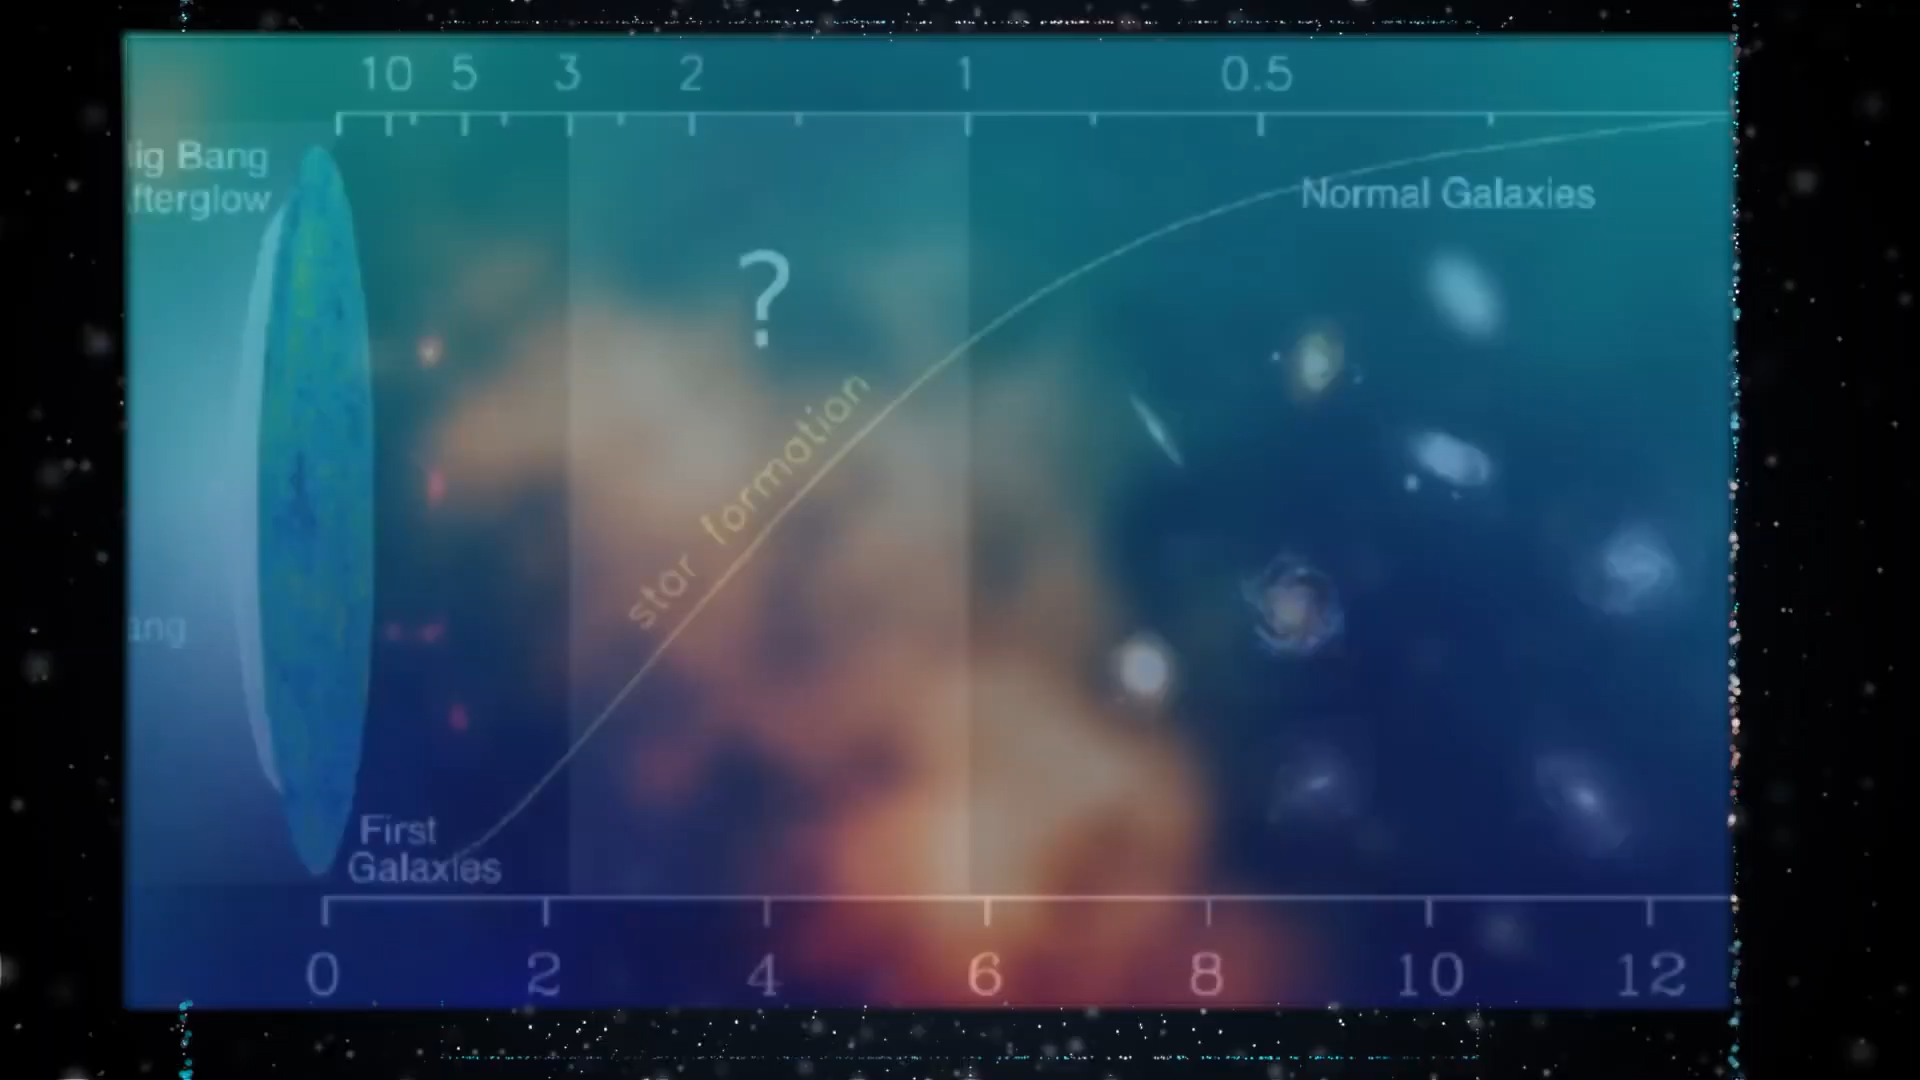 10 5 3 2 1 0.5
ig Bang
fterglow
Normal Galaxies
?
star formation
ang
First
Galaxies
0 2 4 6 8 10 12